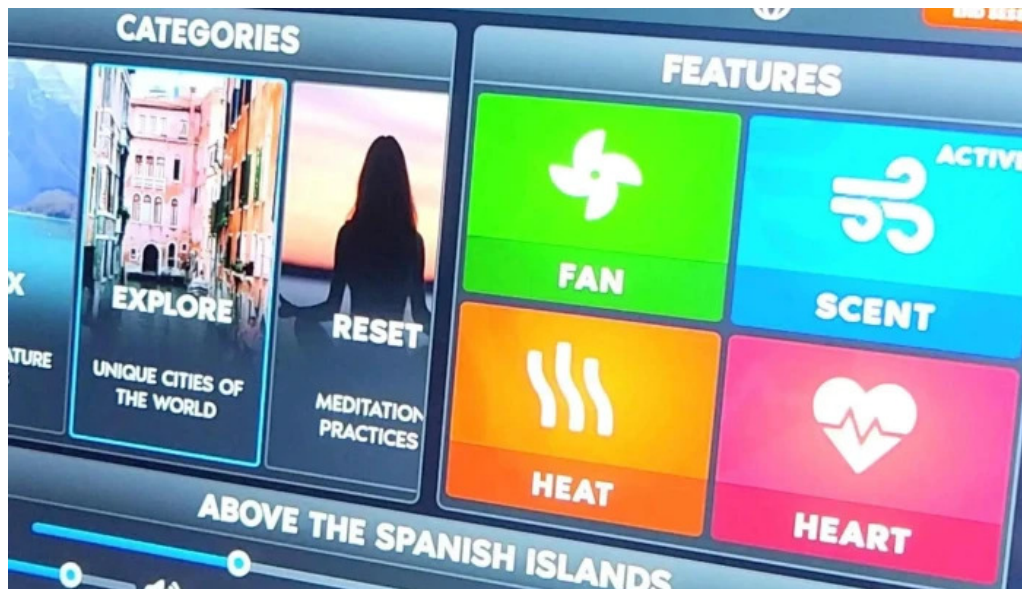 CATEGORIES
X
ATURE
EXPLORE
UNIQUE CITIES OF
THE WORLD
RESET
MEDITATION
PRACTICES
FEATURES
FAN
ACTIVE
SCENT
HEAT
HEART
ABOVE THE SPANISH ISLANDS